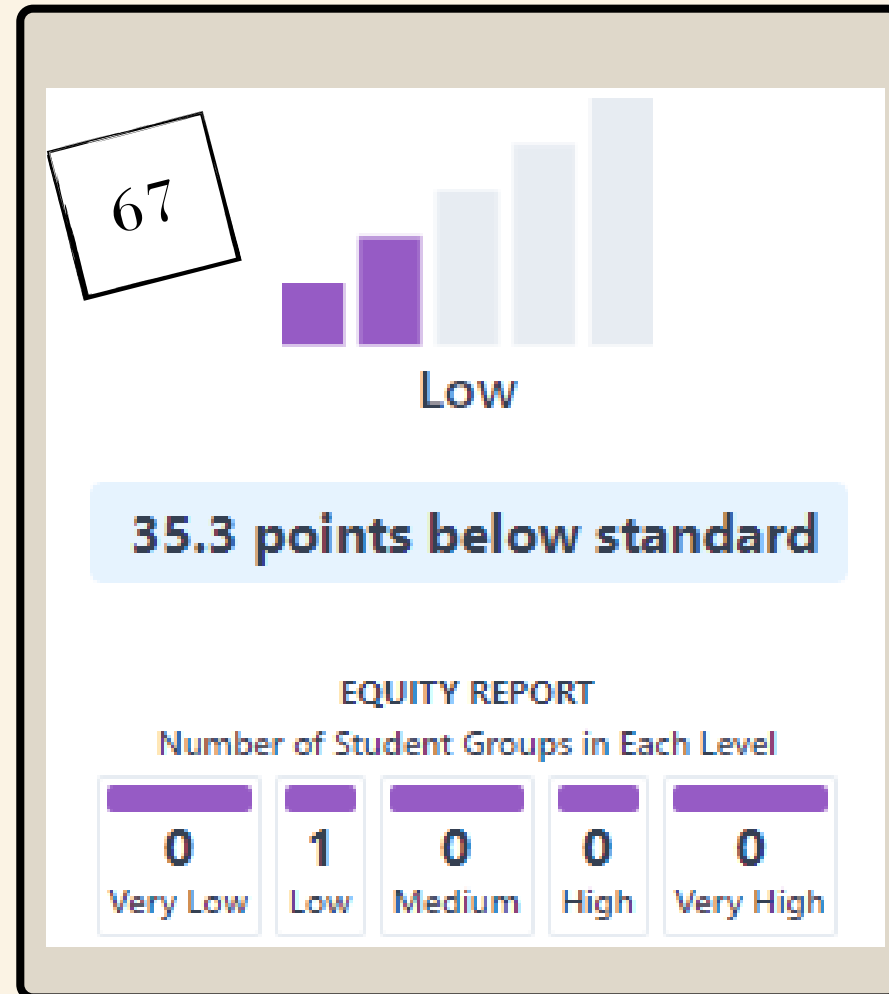 67
Low
35.3 points below standard
EQUITY REPORT
Number of Student Groups in Each Level
0 1 0 0 0
Very Low Low Medium High Very High